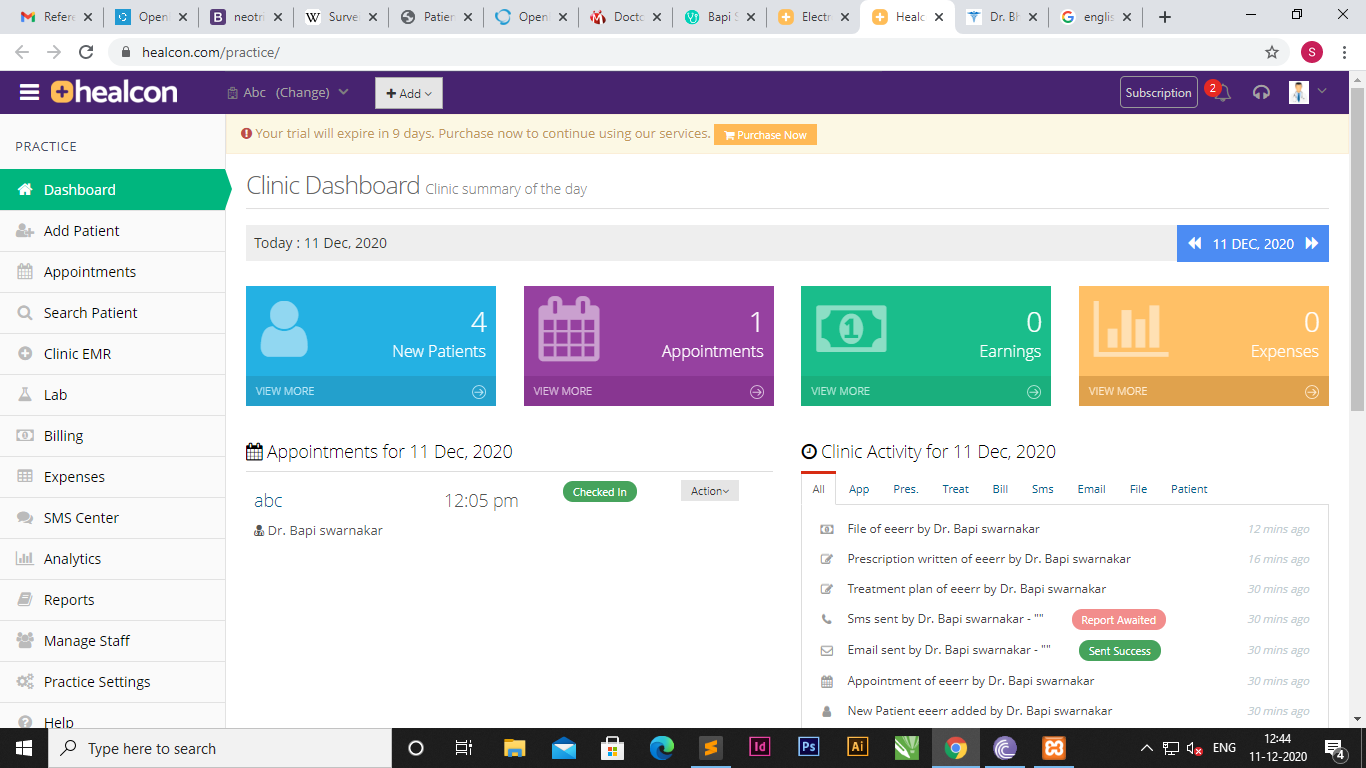 Refere
OpenE
neotri
Surve
Patien
OpenE
Docto
Bapi S
Electr
Healc
Dr. Bh
englis
healcon.com/practice/
S
healcon
Abc (Change)
Add
Subscription
2
Your trial will expire in 9 days. Purchase now to continue using our services.
Purchase Now
PRACTICE
Dashboard
Add Patient
Appointments
Search Patient
Clinic EMR
Lab
Billing
Expenses
SMS Center
Analytics
Reports
Manage Staff
Practice Settings
Help
Clinic Dashboard Clinic summary of the day
Today : 11 Dec, 2020
11 DEC, 2020
4
New Patients
VIEW MORE
1
Appointments
VIEW MORE
0
Earnings
VIEW MORE
0
Expenses
VIEW MORE
Appointments for 11 Dec, 2020
abc 12:05 pm Checked In Action
Dr. Bapi swarnakar
Clinic Activity for 11 Dec, 2020
All App Pres. Treat Bill Sms Email File Patient
File of eeerr by Dr. Bapi swarnakar 12 mins ago
Prescription written of eeerr by Dr. Bapi swarnakar 16 mins ago
Treatment plan of eeerr by Dr. Bapi swarnakar 30 mins ago
Sms sent by Dr. Bapi swarnakar - "" Report Awaited 30 mins ago
Email sent by Dr. Bapi swarnakar - "" Sent Success 30 mins ago
Appointment of eeerr by Dr. Bapi swarnakar 30 mins ago
New Patient eeerr added by Dr. Bapi swarnakar 30 mins ago
Type here to search
Id
Ps
Ai
ENG
12:44
11-12-2020
4